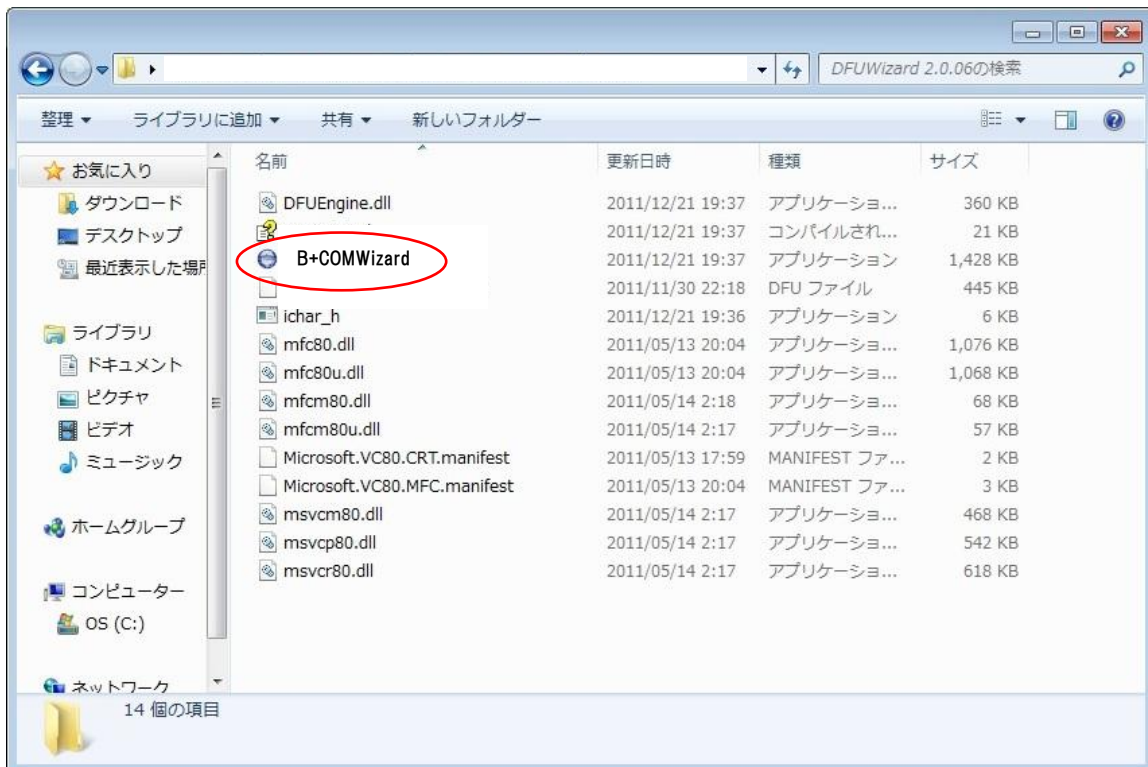 DFUWizard 2.0.06の検索
整理 ライブラリに追加 共有 新しいフォルダー
お気に入り
ダウンロード
デスクトップ
最近表示した場所
ライブラリ
ドキュメント
ピクチャ
ビデオ
ミュージック
ホームグループ
コンピューター
OS (C:)
ネットワーク
名前 更新日時 種類 サイズ
DFUEngine.dll 2011/12/21 19:37 アプリケーショ... 360 KB
2011/12/21 19:37 コンパイルされ... 21 KB
B+COMWizard 2011/12/21 19:37 アプリケーション 1,428 KB
2011/11/30 22:18 DFU ファイル 445 KB
ichar_h 2011/12/21 19:36 アプリケーション 6 KB
mfc80.dll 2011/05/13 20:04 アプリケーショ... 1,076 KB
mfc80u.dll 2011/05/13 20:04 アプリケーショ... 1,068 KB
mfcm80.dll 2011/05/14 2:18 アプリケーショ... 68 KB
mfcm80u.dll 2011/05/14 2:17 アプリケーショ... 57 KB
Microsoft.VC80.CRT.manifest 2011/05/13 17:59 MANIFEST ファ... 2 KB
Microsoft.VC80.MFC.manifest 2011/05/13 20:04 MANIFEST ファ... 3 KB
msvcm80.dll 2011/05/14 2:17 アプリケーショ... 468 KB
msvcp80.dll 2011/05/14 2:17 アプリケーショ... 542 KB
msvcr80.dll 2011/05/14 2:17 アプリケーショ... 618 KB
14 個の項目